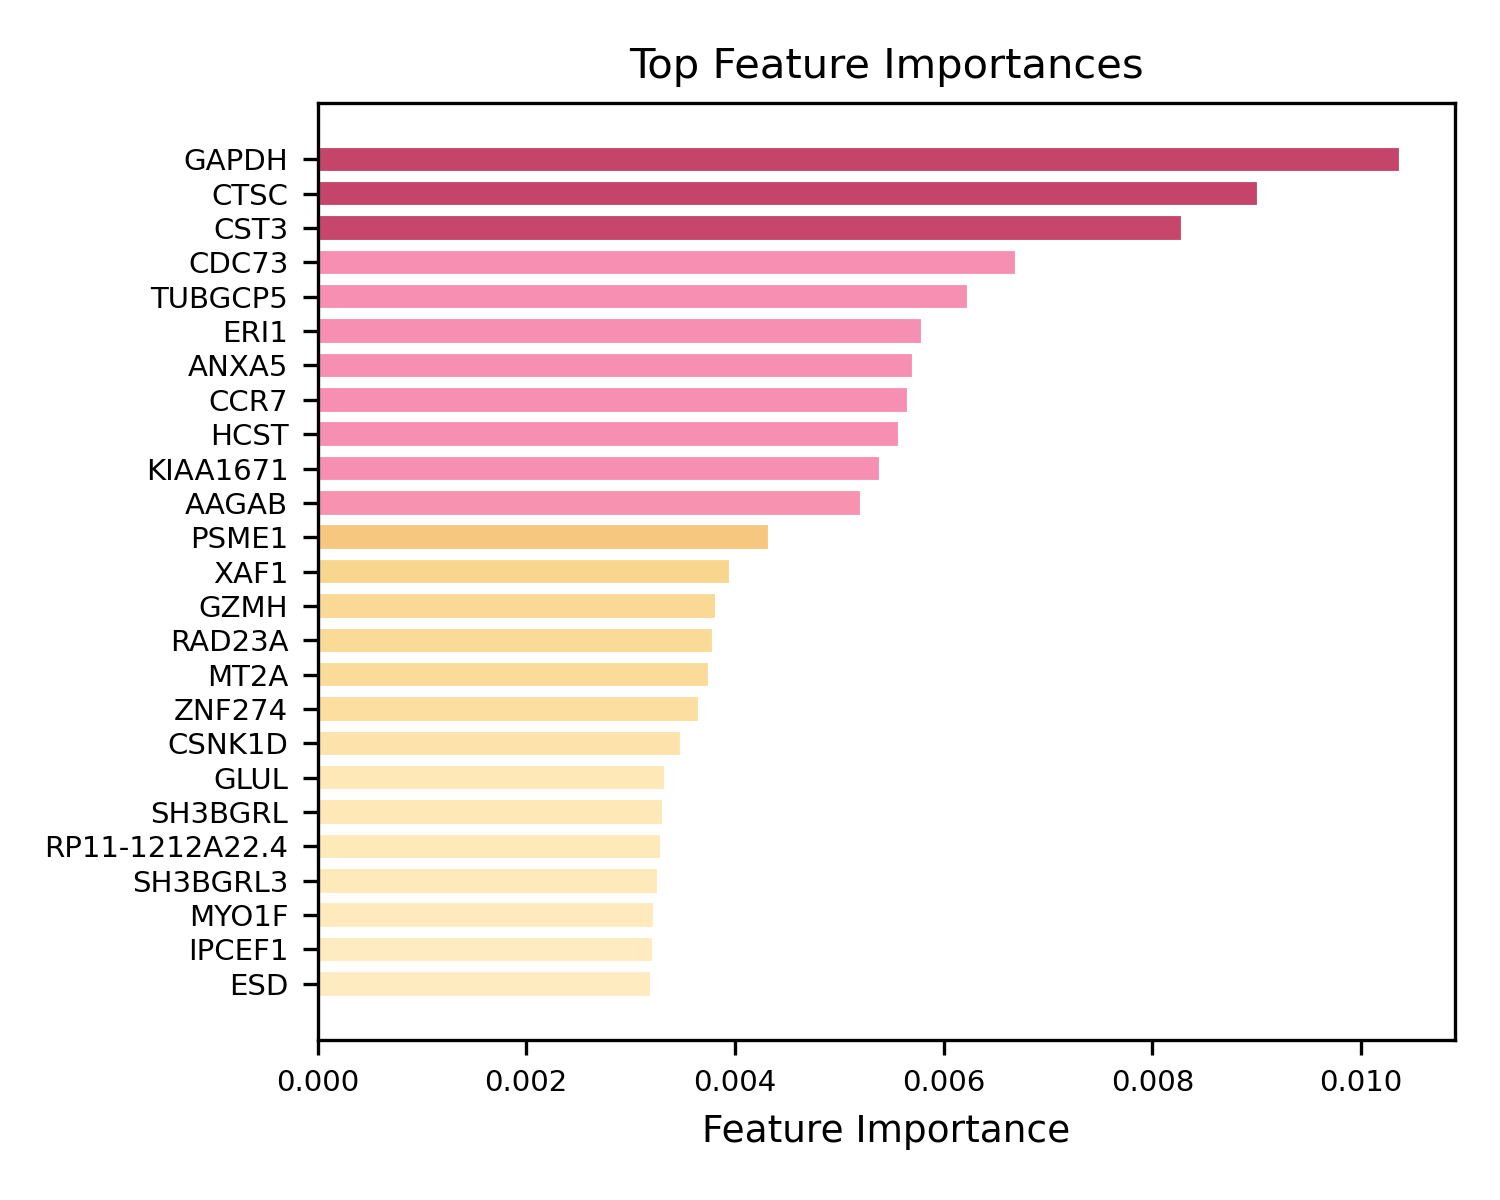 Top Feature Importances
GAPDH
CTSC
CST3
CDC73
TUBGCP5
ERI1
ANXA5
CCR7
HCST
KIAA1671
AAGAB
PSME1
XAF1
GZMH
RAD23A
MT2A
ZNF274
CSNK1D
GLUL
SH3BGRL
RP11-1212A22.4
SH3BGRL3
MYO1F
IPCEF1
ESD
0.000 0.002 0.004 0.006 0.008 0.010
Feature Importance